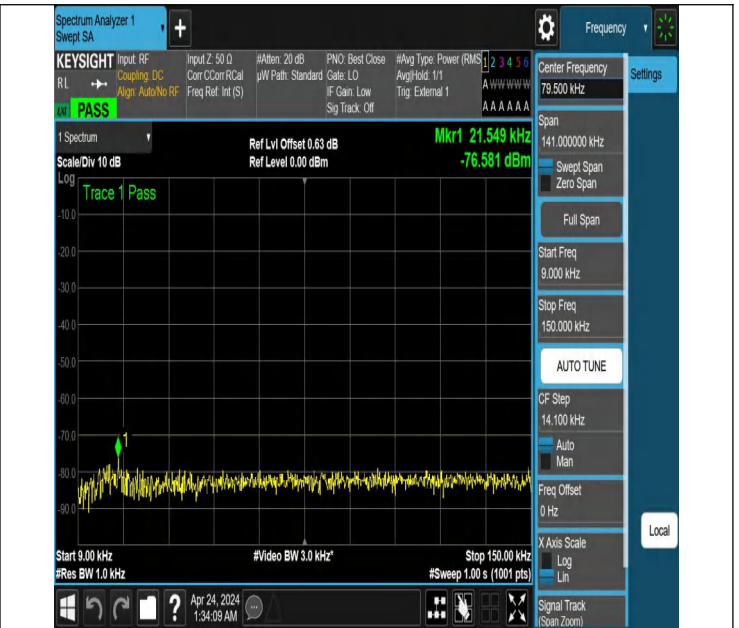 Spectrum Analyzer 1
Swept SA
+
Frequency
KEYSIGHT
RL
PASS
Input: RF
Coupling: DC
Align: Auto/No RF
Input Z: 50 Ω
Corr CCorr RCal
Freq Ref: Int (S)
#Atten: 20 dB
µW Path: Standard
PNO: Best Close
Gate: LO
IF Gain: Low
Sig Track: Off
#Avg Type: Power (RMS
Avg|Hold: 1/1
Trig: External 1
1 2 3 4 5 6
A W W W W W
A A A A A A
1 Spectrum
Scale/Div 10 dB
Log
Ref Lvl Offset 0.63 dB
Ref Level 0.00 dBm
Mkr1 21.549 kHz
-76.581 dBm
Trace 1 Pass
-10.0
-20.0
-30.0
-40.0
-50.0
-60.0
-70.0
-80.0
-90.0
1
Start 9.00 kHz
#Res BW 1.0 kHz
#Video BW 3.0 kHz*
Stop 150.00 kHz
#Sweep 1.00 s (1001 pts)
?
Apr 24, 2024
1:34:09 AM
Center Frequency
79.500 kHz
Settings
Span
141.000000 kHz
Swept Span
Zero Span
Full Span
Start Freq
9.000 kHz
Stop Freq
150.000 kHz
AUTO TUNE
CF Step
14.100 kHz
Auto
Man
Freq Offset
0 Hz
X Axis Scale
Log
Lin
Local
Signal Track
(Span Zoom)